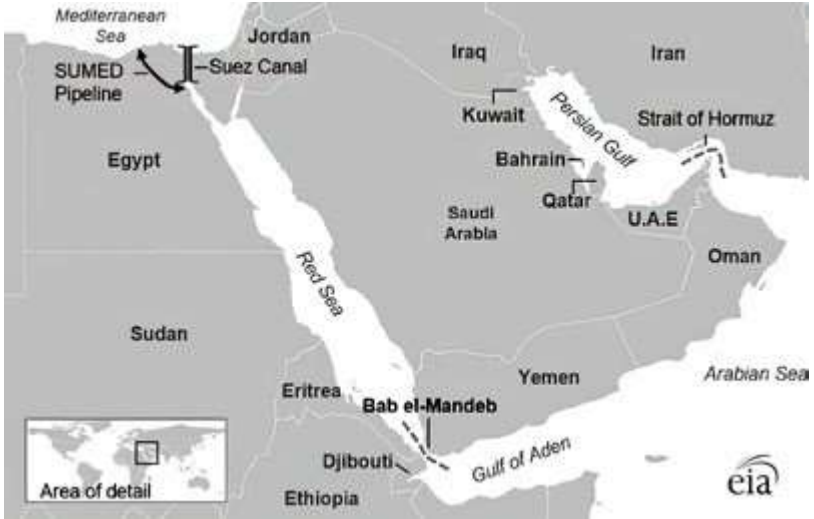 Mediterranean
Sea
Jordan
Iraq
Iran
SUMED
Pipeline
Suez Canal
Kuwait
Persian Gulf
Strait of Hormuz
Egypt
Bahrain
Qatar
Saudi
Arabia
U.A.E
Oman
Red Sea
Sudan
Yemen
Arabian Sea
Eritrea
Bab el-Mandeb
Djibouti
Gulf of Aden
Ethiopia
Area of detail
eia